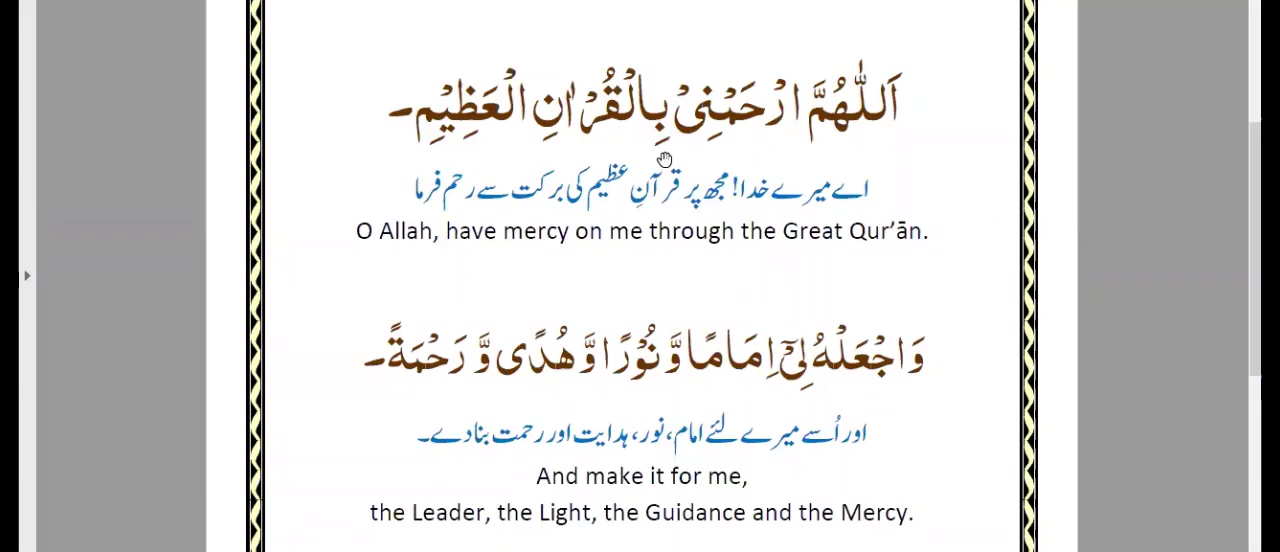 اَللّٰهُمَّ ارْحَمْنِیْ بِالْقُرْاٰنِ الْعَظِیْمِ۔
اے میرے خدا! مجھ پر قرآنِ عظیم کی برکت سے رحم فرما
O Allah, have mercy on me through the Great Qur’ān.
وَاجْعَلْهُ لِیْٓ اِمَامًا وَّ نُوْرًا وَّ هُدًی وَّ رَحْمَةً۔
اور اُسے میرے لئے امام، نور، ہدایت اور رحمت بنا دے۔
And make it for me,
the Leader, the Light, the Guidance and the Mercy.